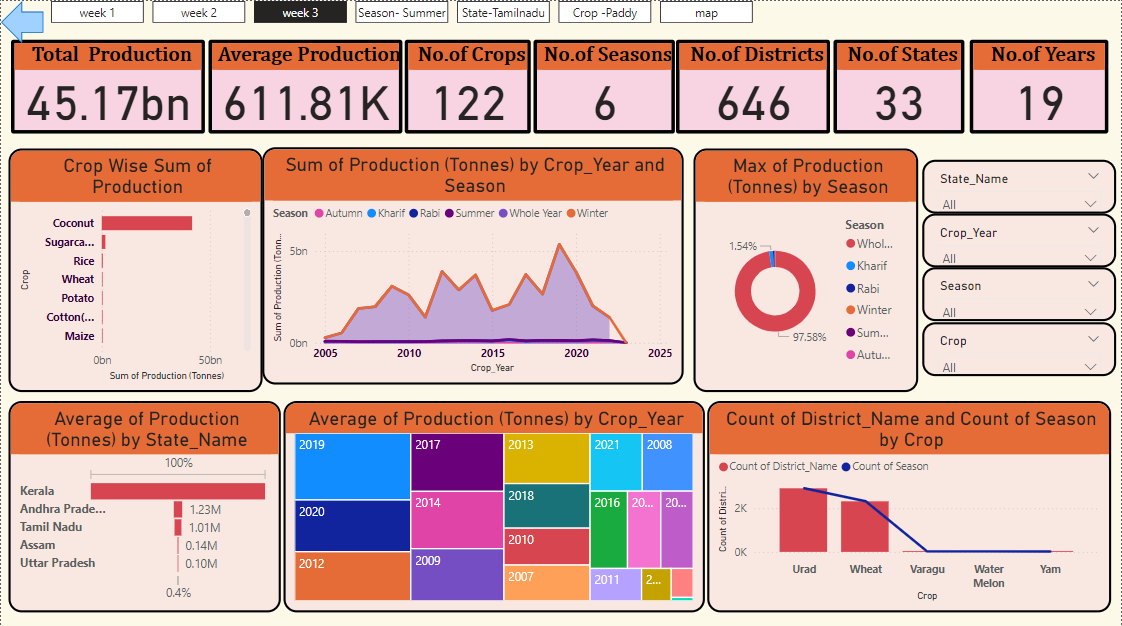 week 1
week 2
week 3
Season- Summer
State-Tamilnadu
Crop -Paddy
map
Total Production
45.17bn
Average Production
611.81K
No.of Crops
122
No.of Seasons
6
No.of Districts
646
No.of States
33
No.of Years
19
Crop Wise Sum of
Production
Coconut
Sugarca...
Rice
Wheat
Potato
Cotton(...
Maize
Crop
0bn
50bn
Sum of Production (Tonnes)
Sum of Production (Tonnes) by Crop_Year and
Season
Season Autumn Kharif Rabi Summer Whole Year Winter
Sum of Production (Tonn...
5bn
0bn
2005 2010 2015 2020 2025
Crop_Year
Max of Production
(Tonnes) by Season
1.54%
97.58%
Season
Whol...
Kharif
Rabi
Winter
Sum...
Autu...
State_Name
All
Crop_Year
All
Season
All
Crop
All
Average of Production
(Tonnes) by State_Name
100%
Kerala
Andhra Prade...
1.23M
Tamil Nadu
1.01M
Assam
0.14M
Uttar Pradesh
0.10M
0.4%
Average of Production (Tonnes) by Crop_Year
2019
2020
2012
2017
2014
2009
2013
2018
2010
2007
2021
2008
2016
20...
20...
2011
2...
Count of District_Name and Count of Season
by Crop
Count of District_Name Count of Season
Count of Distri...
2K
0K
Urad
Wheat
Varagu
Water
Melon
Yam
Crop